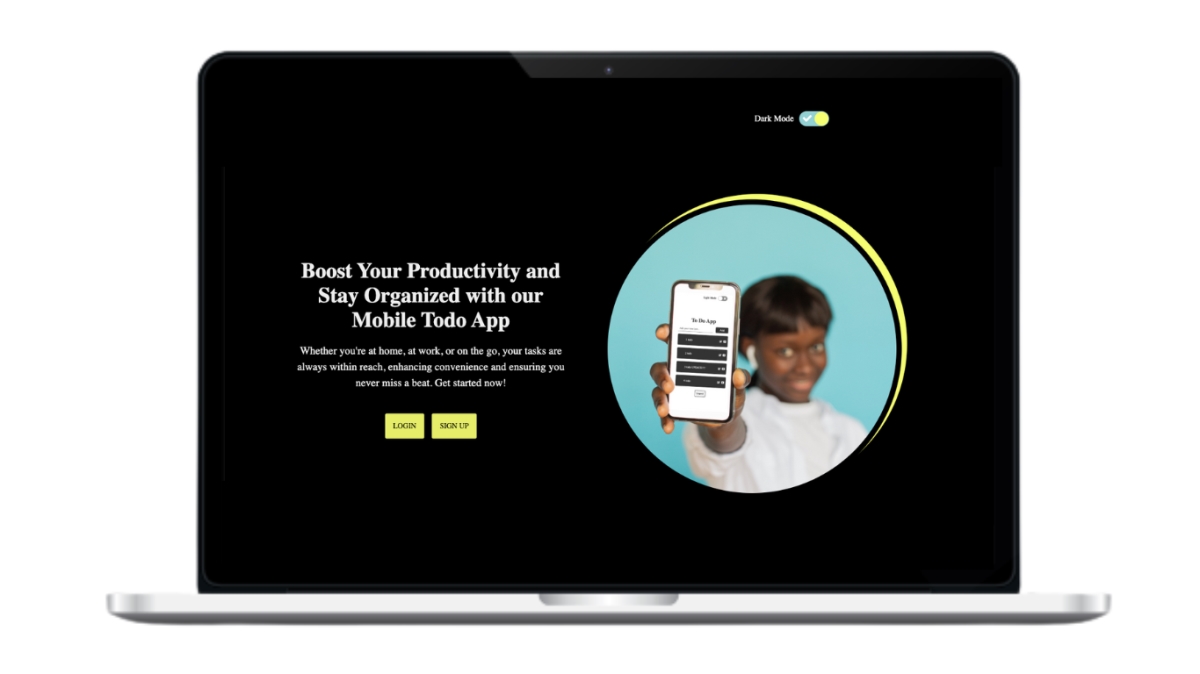 Dark Mode
Boost Your Productivity and
Stay Organized with our
Mobile Todo App
Whether you're at home, at work, or on the go, your tasks are
always within reach, enhancing convenience and ensuring you
never miss a beat. Get started now!
LOGIN
SIGN UP
To Do App